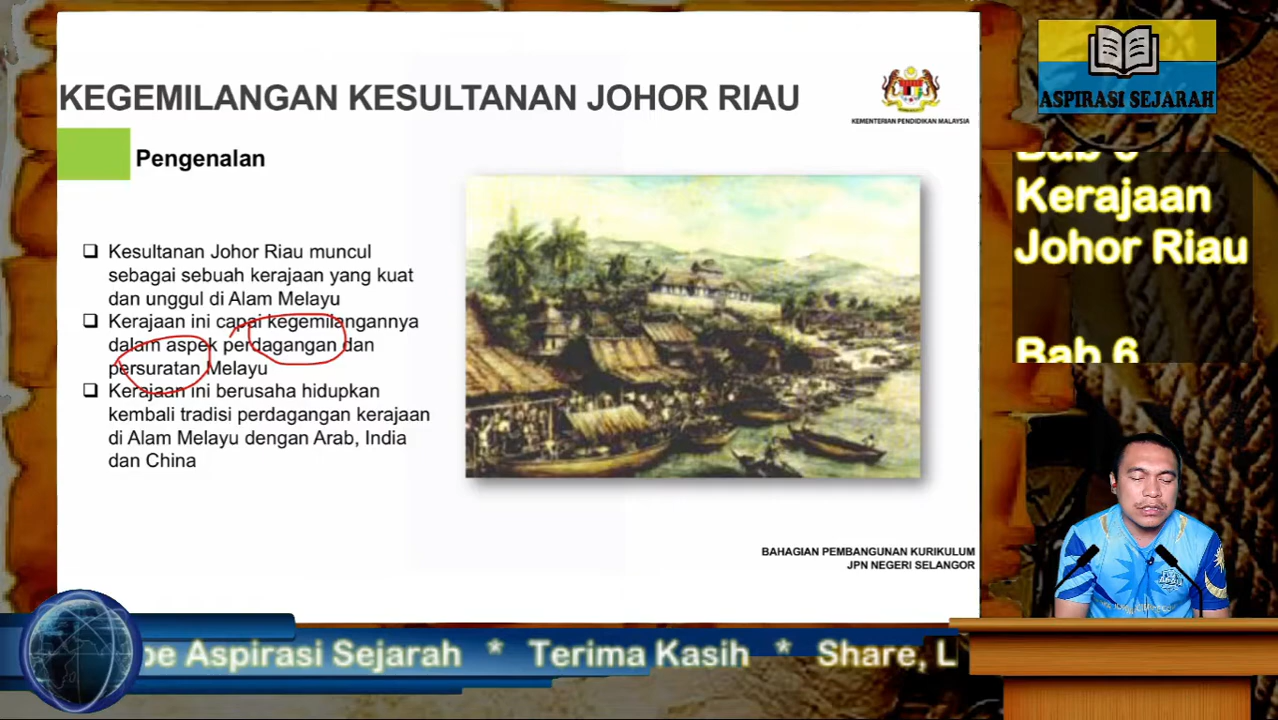 KEGEMILANGAN KESULTANAN JOHOR RIAU
KEMENTERIAN PENDIDIKAN MALAYSIA
Pengenalan
❑ Kesultanan Johor Riau muncul
sebagai sebuah kerajaan yang kuat
dan unggul di Alam Melayu
❑ Kerajaan ini capai kegemilangannya
dalam aspek perdagangan dan
persuratan Melayu
❑ Kerajaan ini berusaha hidupkan
kembali tradisi perdagangan kerajaan
di Alam Melayu dengan Arab, India
dan China
BAHAGIAN PEMBANGUNAN KURIKULUM
JPN NEGERI SELANGOR
ASPIRASI SEJARAH
Kerajaan
Johor Riau
Bab 6
be Aspirasi Sejarah * Terima Kasih * Share, L